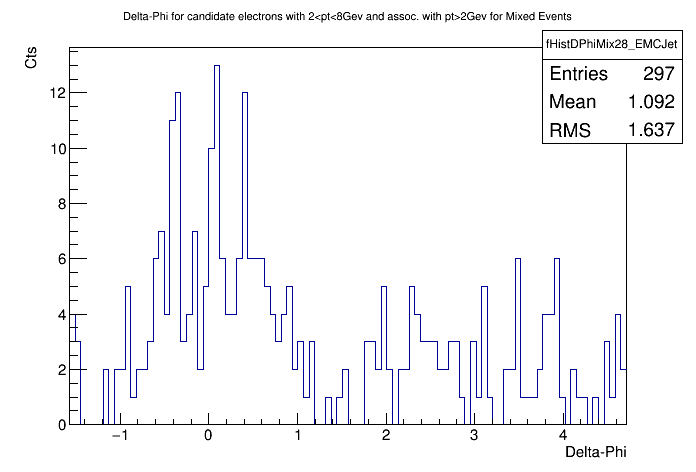 Delta-Phi for candidate electrons with 2<pt<8Gev and assoc. with pt>2Gev for Mixed Events
fHistDPhiMix28_EMCJet
Entries 297
Mean 1.092
RMS 1.637
Cts
12
10
8
6
4
2
0
−1 0 1 2 3 4
Delta-Phi